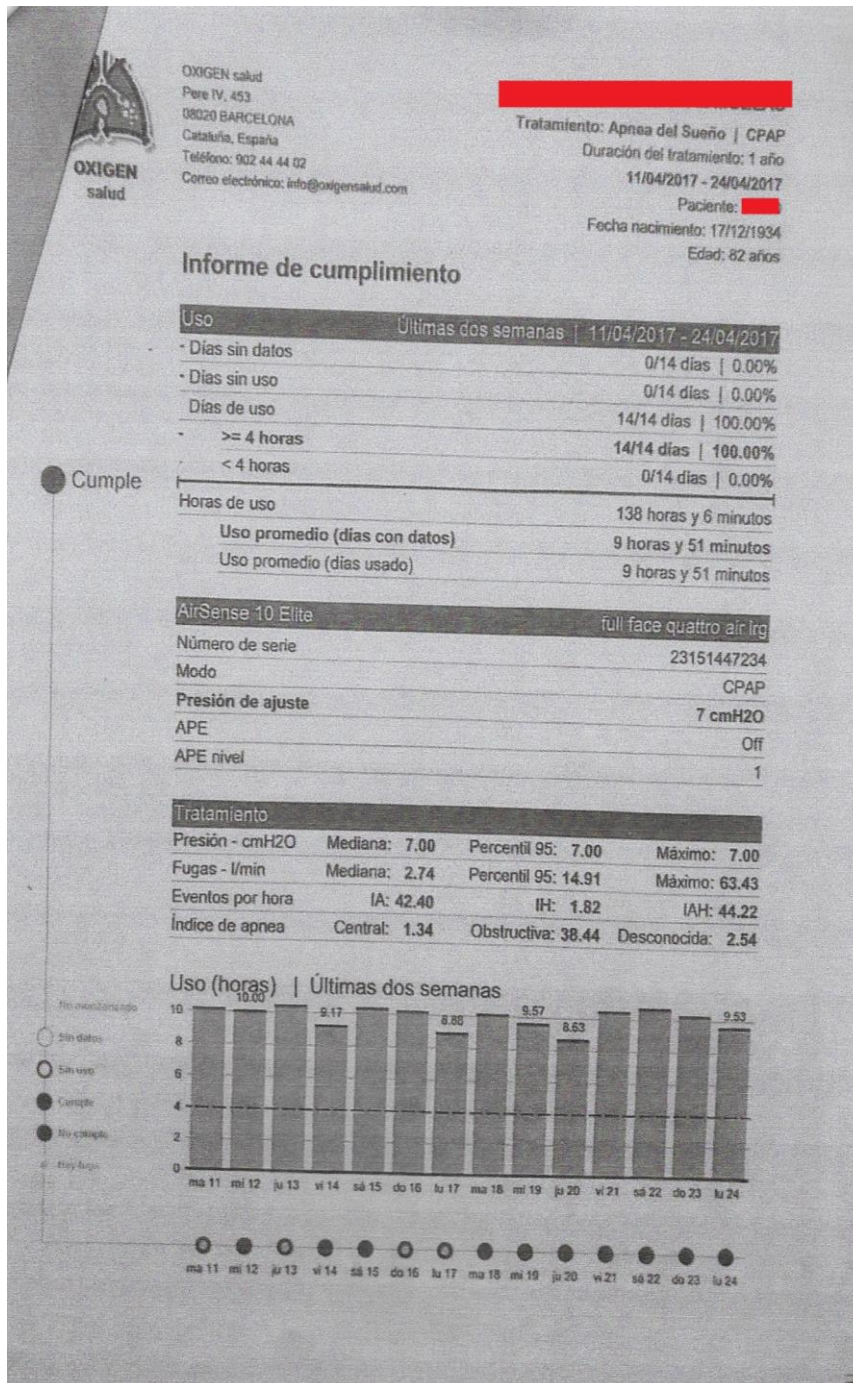 OXIGEN
salud
OXIGEN salud
Pere IV, 453
08020 BARCELONA
Cataluña, España
Teléfono: 902 44 44 02
Correo electrónico: info@oxigensalud.com
Tratamiento: Apnea del Sueño | CPAP
Duración del tratamiento: 1 año
11/04/2017 - 24/04/2017
Paciente:
Fecha nacimiento: 17/12/1934
Edad: 82 años
Informe de cumplimiento
Uso Últimas dos semanas | 11/04/2017 - 24/04/2017
- Días sin datos 0/14 días | 0.00%
- Días sin uso 0/14 días | 0.00%
Días de uso 14/14 días | 100.00%
- >= 4 horas 14/14 días | 100.00%
- < 4 horas 0/14 días | 0.00%
Cumple
Horas de uso 138 horas y 6 minutos
Uso promedio (días con datos) 9 horas y 51 minutos
Uso promedio (días usado) 9 horas y 51 minutos
AirSense 10 Elite full face quattro air lrg
Número de serie 23151447234
Modo CPAP
Presión de ajuste 7 cmH2O
APE Off
APE nivel 1
Tratamiento
Presión - cmH2O Mediana: 7.00 Percentil 95: 7.00 Máximo: 7.00
Fugas - l/min Mediana: 2.74 Percentil 95: 14.91 Máximo: 63.43
Eventos por hora IA: 42.40 IH: 1.82 IAH: 44.22
Índice de apnea Central: 1.34 Obstructiva: 38.44 Desconocida: 2.54
Uso (horas) | Últimas dos semanas
10.00 9.17 8.88 9.57 8.63 9.53
10
8
6
4
2
0
No monitorizado
Sin datos
Sin uso
Cumple
No cumple
Hay fuga
ma 11 mi 12 ju 13 vi 14 sá 15 do 16 lu 17 ma 18 mi 19 ju 20 vi 21 sá 22 do 23 lu 24
ma 11 mi 12 ju 13 vi 14 sá 15 do 16 lu 17 ma 18 mi 19 ju 20 vi 21 sá 22 do 23 lu 24